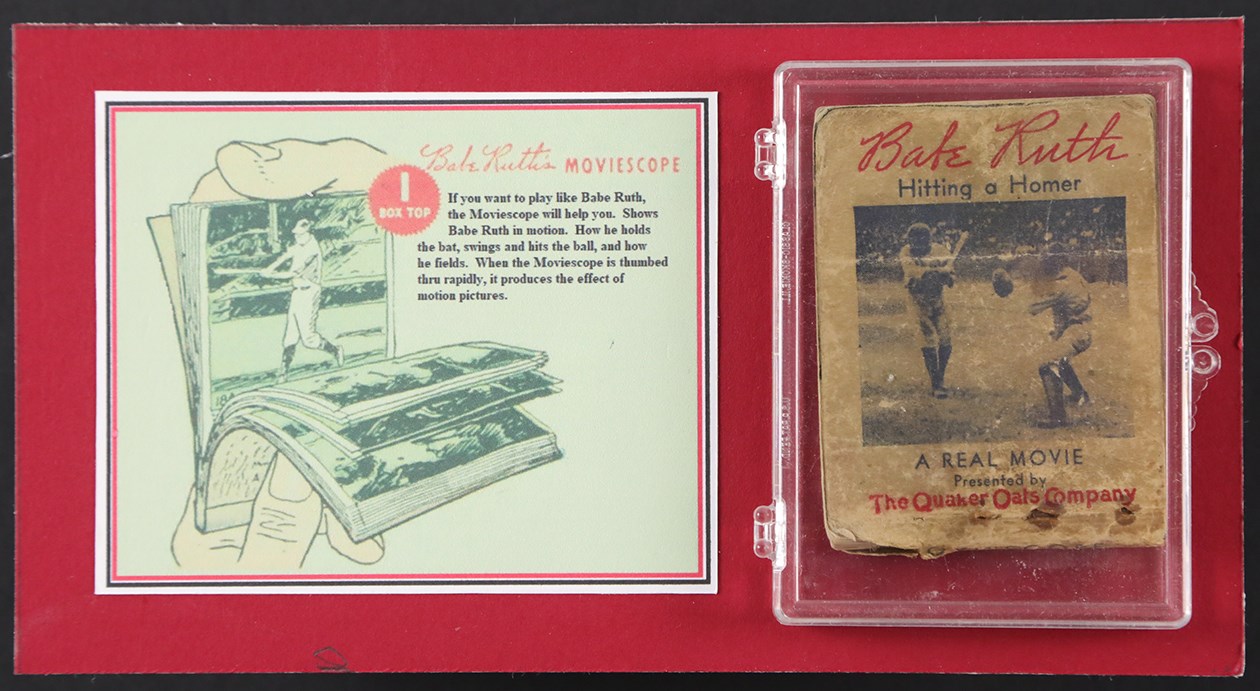 Babe Ruth's MOVIESCOPE
1
BOX TOP
If you want to play like Babe Ruth,
the Moviescope will help you. Shows
Babe Ruth in motion. How he holds
the bat, swings and hits the ball, and how
he fields. When the Moviescope is thumbed
thru rapidly, it produces the effect of
motion pictures.
Babe Ruth
Hitting a Homer
A REAL MOVIE
Presented by
The Quaker Oats Company